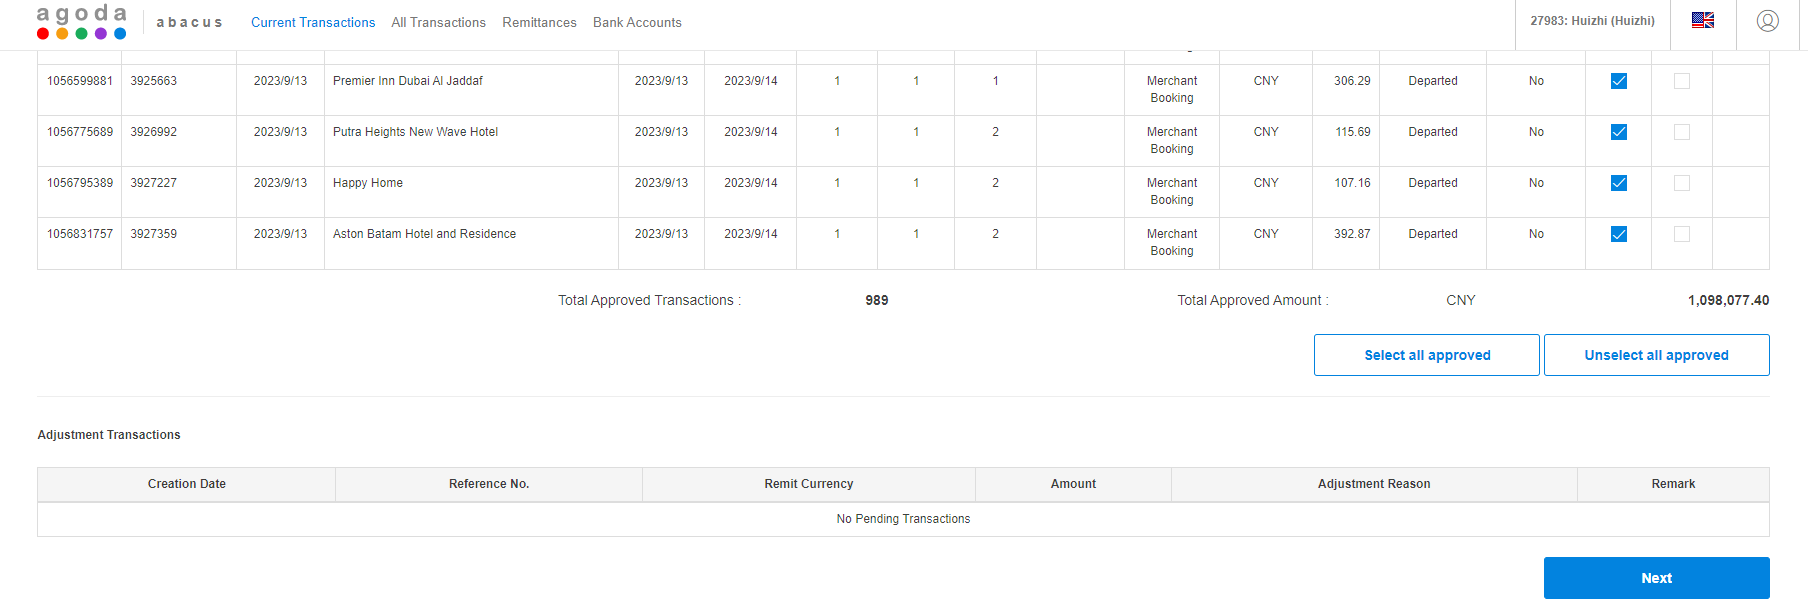 agoda abacus Current Transactions All Transactions Remittances Bank Accounts 27983: Huizhi (Huizhi)
1056599881 3925663 2023/9/13 Premier Inn Dubai Al Jaddaf 2023/9/13 2023/9/14 1 1 1 Merchant Booking CNY 306.29 Departed No
1056775689 3926992 2023/9/13 Putra Heights New Wave Hotel 2023/9/13 2023/9/14 1 1 2 Merchant Booking CNY 115.69 Departed No
1056795389 3927227 2023/9/13 Happy Home 2023/9/13 2023/9/14 1 1 2 Merchant Booking CNY 107.16 Departed No
1056831757 3927359 2023/9/13 Aston Batam Hotel and Residence 2023/9/13 2023/9/14 1 1 2 Merchant Booking CNY 392.87 Departed No
Total Approved Transactions : 989 Total Approved Amount : CNY 1,098,077.40
Select all approved Unselect all approved
Adjustment Transactions
Creation Date Reference No. Remit Currency Amount Adjustment Reason Remark
No Pending Transactions
Next